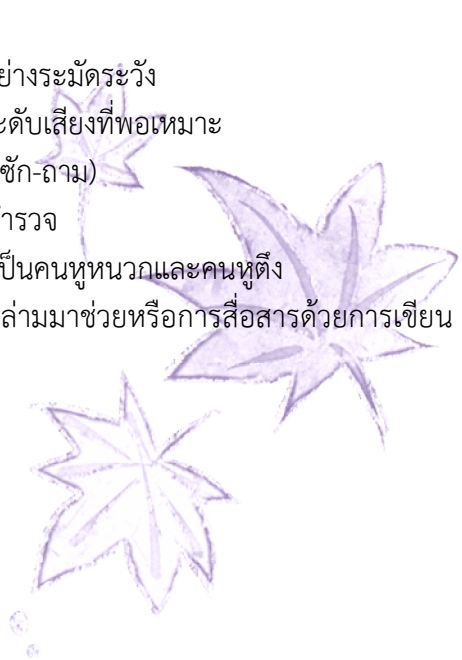 ย่างระมัดระวัง
ะดับเสียงที่พอเหมาะ
ซัก-ถาม)
ำรวจ
ป็นคนหูหนวกและคนหูตึง
ล่ามมาช่วยหรือการสื่อสารด้วยการเขียน